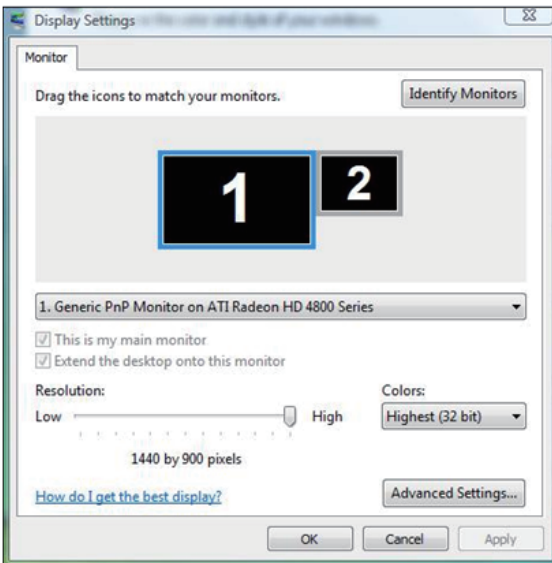 Display Settings
Monitor
Drag the icons to match your monitors.
Identify Monitors
1
2
1. Generic PnP Monitor on ATI Radeon HD 4800 Series
This is my main monitor
Extend the desktop onto this monitor
Resolution:
Colors:
Low
High
Highest (32 bit)
1440 by 900 pixels
How do I get the best display?
Advanced Settings...
OK
Cancel
Apply